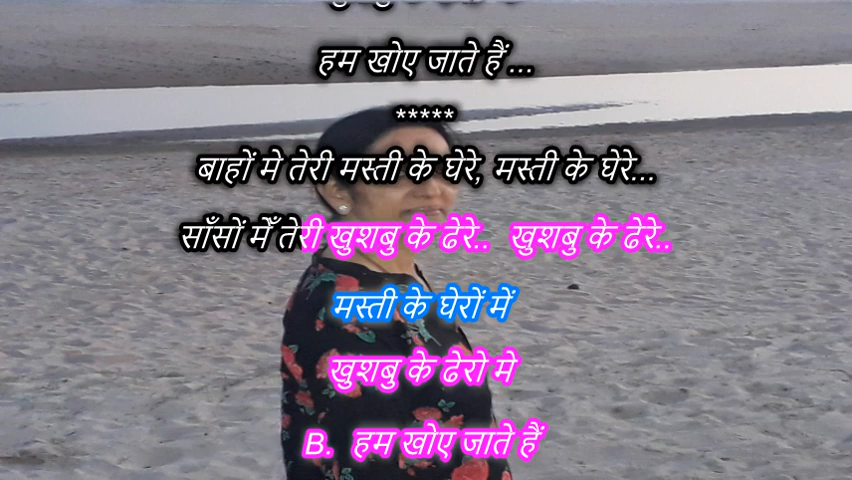 हम खोए जाते हैं...
*****
बाहों मे तेरी मस्ती के घेरे, मस्ती के घेरे...
साँसों मेँ तेरी खुशबु के ढेरे.. खुशबु के ढेरे..
मस्ती के घेरों में
खुशबु के ढेरो मे
B. हम खोए जाते हैं